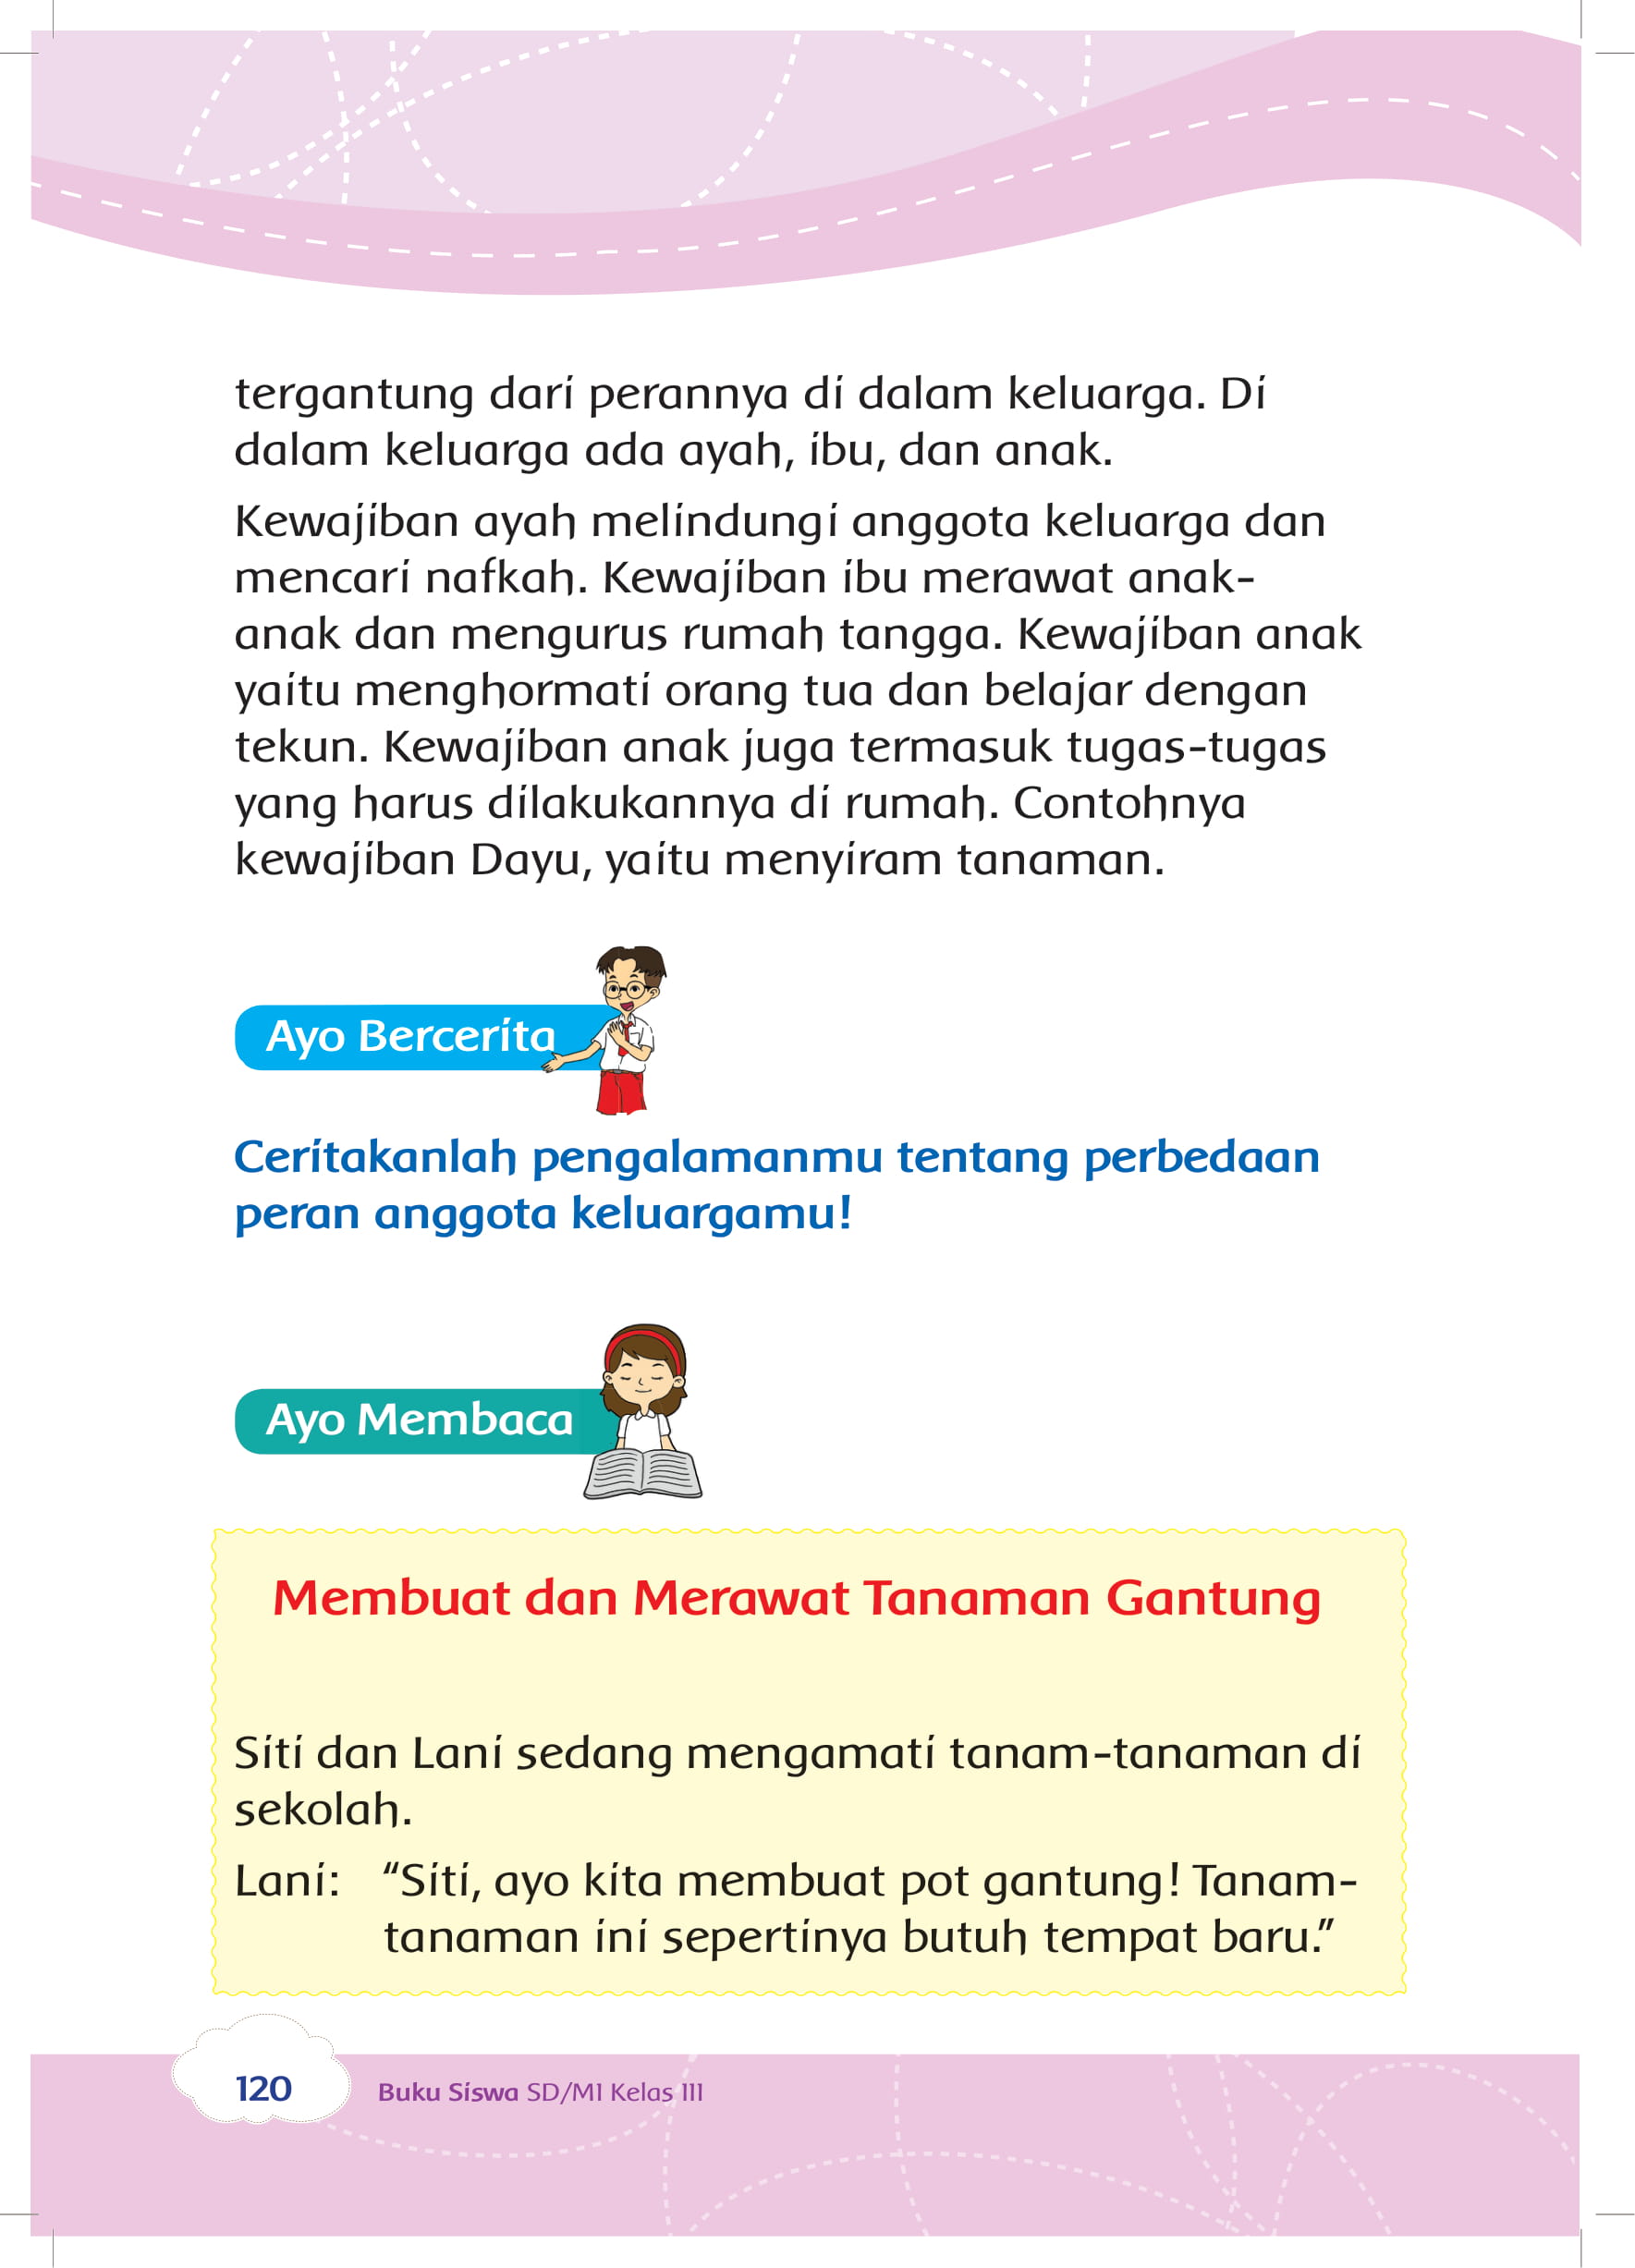 tergantung dari perannya di dalam keluarga. Di
dalam keluarga ada ayah, ibu, dan anak.
Kewajiban ayah melindungi anggota keluarga dan
mencari nafkah. Kewajiban ibu merawat anak-
anak dan mengurus rumah tangga. Kewajiban anak
yaitu menghormati orang tua dan belajar dengan
tekun. Kewajiban anak juga termasuk tugas-tugas
yang harus dilakukannya di rumah. Contohnya
kewajiban Dayu, yaitu menyiram tanaman.
Ayo Bercerita
Ceritakanlah pengalamanmu tentang perbedaan
peran anggota keluargamu!
Ayo Membaca
Membuat dan Merawat Tanaman Gantung
Siti dan Lani sedang mengamati tanam-tanaman di
sekolah.
Lani: “Siti, ayo kita membuat pot gantung! Tanam-
tanaman ini sepertinya butuh tempat baru.”
120 Buku Siswa SD/MI Kelas III